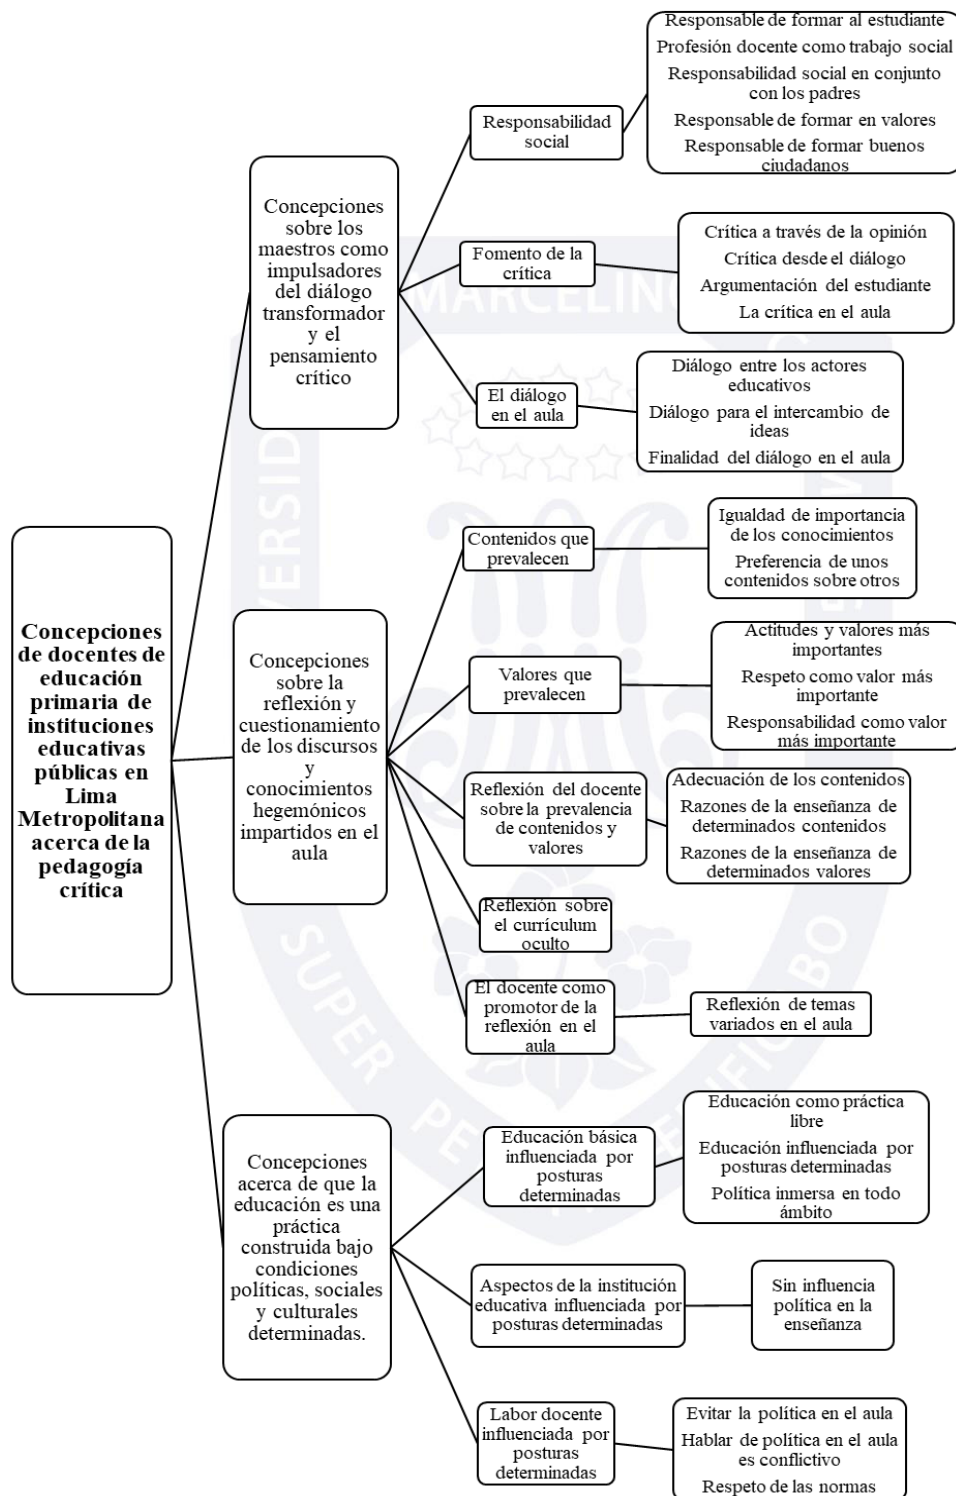 Concepciones
de docentes de
educación
primaria de
instituciones
educativas
públicas en
Lima
Metropolitana
acerca de la
pedagogía
crítica
Concepciones
sobre los
maestros como
impulsadores
del diálogo
transformador
y el
pensamiento
crítico
Responsabilidad
social
Responsable de formar al estudiante
Profesión docente como trabajo social
Responsabilidad social en conjunto
con los padres
Responsable de formar en valores
Responsable de formar buenos
ciudadanos
Fomento de la
crítica
Crítica a través de la opinión
Crítica desde el diálogo
Argumentación del estudiante
La crítica en el aula
El diálogo
en el aula
Diálogo entre los actores
educativos
Diálogo para el intercambio de
ideas
Finalidad del diálogo en el aula
Concepciones
sobre la
reflexión y
cuestionamiento
de los discursos
y
conocimientos
hegemónicos
impartidos en el
aula
Contenidos que
prevalecen
Igualdad de importancia
de los conocimientos
Preferencia de unos
contenidos sobre otros
Valores que
prevalecen
Actitudes y valores más
importantes
Respeto como valor más
importante
Responsabilidad como valor
más importante
Reflexión del docente
sobre la prevalencia
de contenidos y
valores
Adecuación de los contenidos
Razones de la enseñanza de
determinados contenidos
Razones de la enseñanza de
determinados valores
Reflexión sobre
el currículum
oculto
El docente como
promotor de la
reflexión en el
aula
Reflexión de temas
variados en el aula
Concepciones
acerca de que la
educación es una
práctica
construida bajo
condiciones
políticas, sociales
y culturales
determinadas.
Educación básica
influenciada por
posturas
determinadas
Educación como práctica
libre
Educación influenciada por
posturas determinadas
Política inmersa en todo
ámbito
Aspectos de la institución
educativa influenciada por
posturas determinadas
Sin influencia
política en la
enseñanza
Labor docente
influenciada por
posturas
determinadas
Evitar la política en el aula
Hablar de política en el aula
es conflictivo
Respeto de las normas
MARCELINO
SUPER